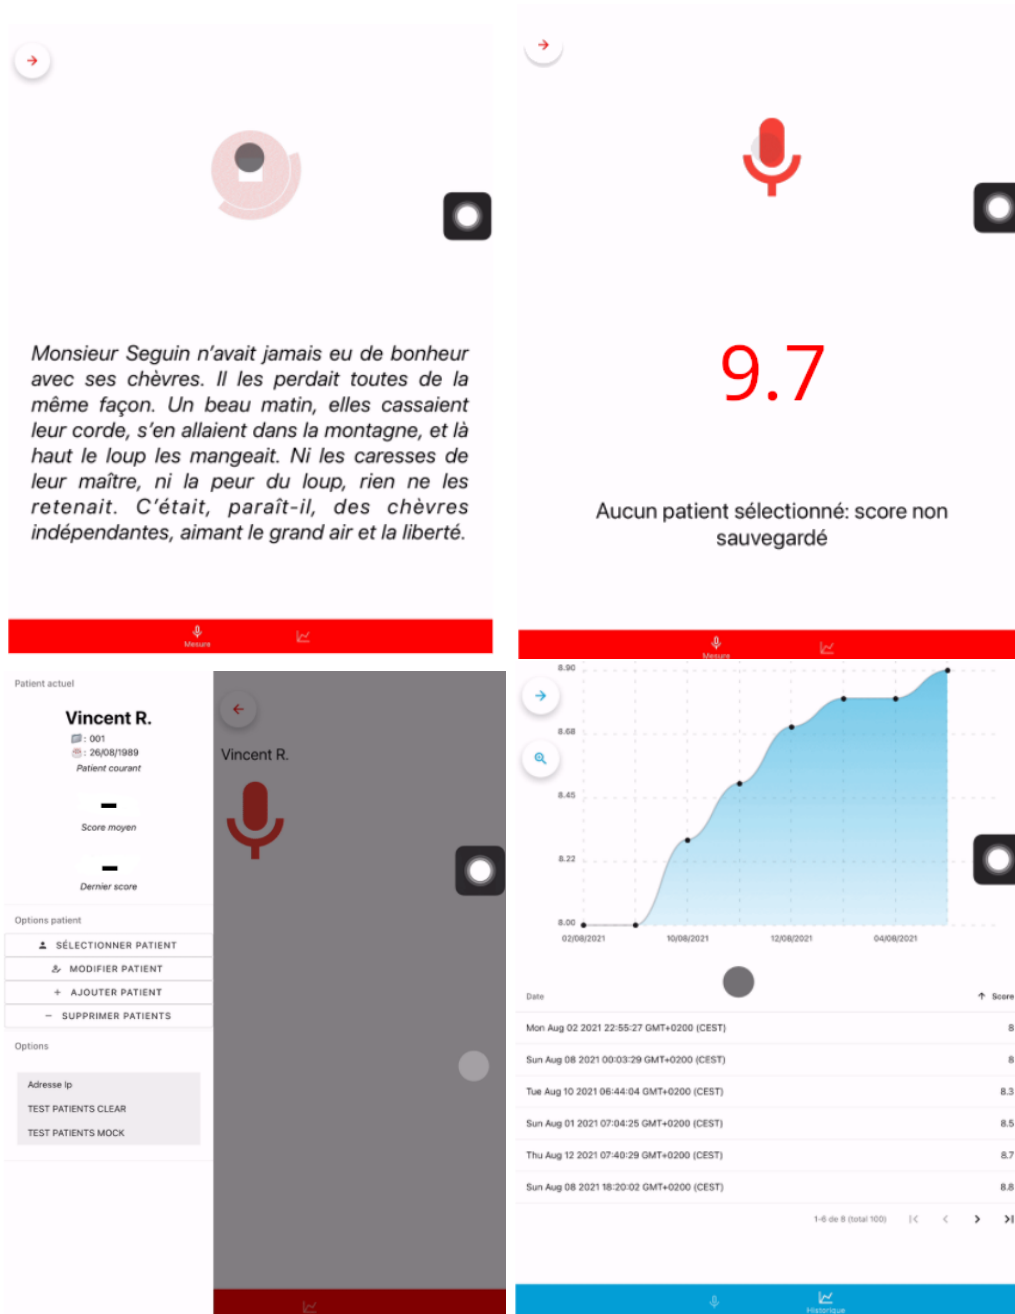 Monsieur Seguin n'avait jamais eu de bonheur
avec ses chèvres. Il les perdait toutes de la
même façon. Un beau matin, elles cassaient
leur corde, s'en allaient dans la montagne, et là
haut le loup les mangeait. Ni les caresses de
leur maître, ni la peur du loup, rien ne les
retenait. C'était, paraît-il, des chèvres
indépendantes, aimant le grand air et la liberté.
Mesure
9.7
Aucun patient sélectionné: score non
sauvegardé
Mesure
Patient actuel
Vincent R.
: 001
: 26/08/1989
Patient courant
-
Score moyen
-
Dernier score
Options patient
SÉLECTIONNER PATIENT
MODIFIER PATIENT
+ AJOUTER PATIENT
- SUPPRIMER PATIENTS
Options
Adresse Ip
TEST PATIENTS CLEAR
TEST PATIENTS MOCK
Vincent R.
8.90
8.68
8.45
8.22
8.00
02/08/2021 10/08/2021 12/08/2021 04/08/2021
Date Score
Mon Aug 02 2021 22:55:27 GMT+0200 (CEST) 8
Sun Aug 08 2021 00:03:29 GMT+0200 (CEST) 8
Tue Aug 10 2021 06:44:04 GMT+0200 (CEST) 8.3
Sun Aug 01 2021 07:04:25 GMT+0200 (CEST) 8.5
Thu Aug 12 2021 07:40:29 GMT+0200 (CEST) 8.7
Sun Aug 08 2021 18:20:02 GMT+0200 (CEST) 8.8
1-6 de 8 (total 100)
Historique